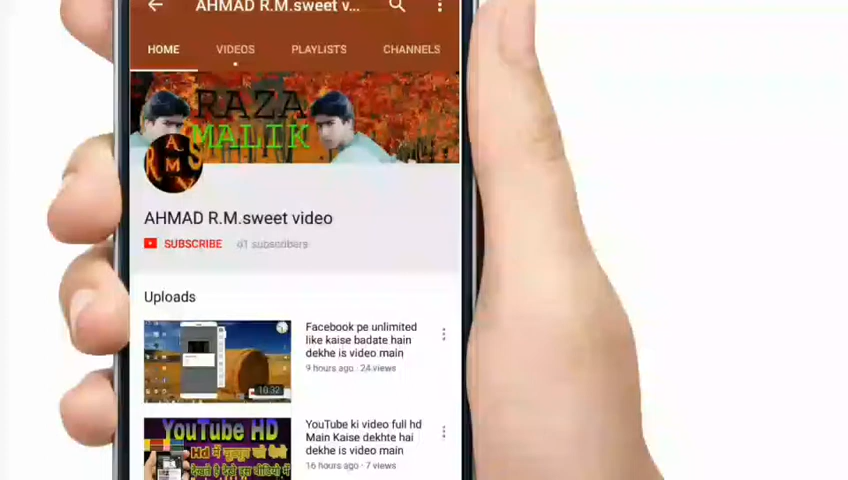 AHMAD R.M.sweet v...
HOME VIDEOS PLAYLISTS CHANNELS
RAZA
MALIK
A
R M S
AHMAD R.M.sweet video
SUBSCRIBE 61 subscribers
Uploads
Facebook pe unlimited
like kaise badate hain
dekhe is video main
9 hours ago · 24 views
10:32
YouTube ki video full hd
Main Kaise dekhte hai
dekhe is video main
16 hours ago · 7 views
YouTube HD